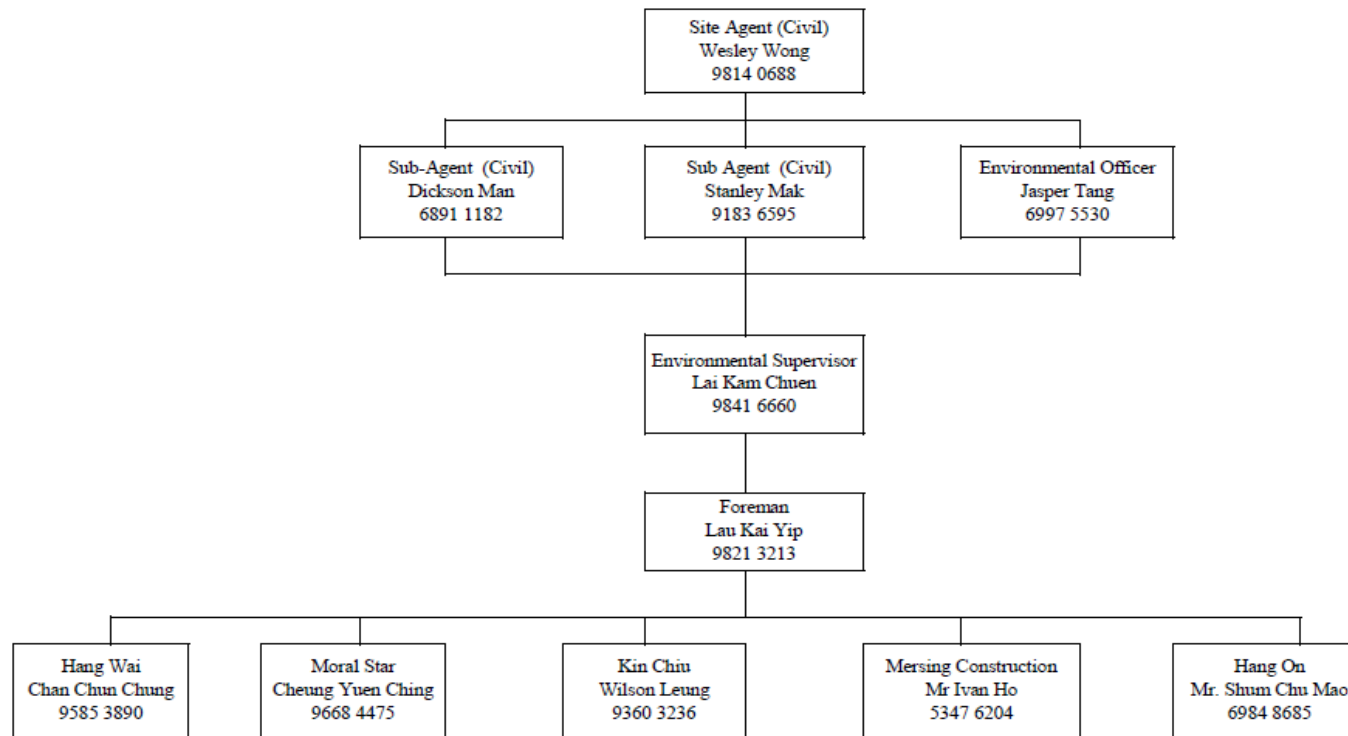 Site Agent (Civil)
Wesley Wong
9814 0688
Sub-Agent  (Civil)
Dickson Man
6891 1182
Sub Agent  (Civil)
Stanley Mak
9183 6595
Environmental Officer
Jasper Tang
6997 5530
Environmental Supervisor
Lai Kam Chuen
9841 6660
Foreman
Lau Kai Yip
9821 3213
Hang Wai
Chan Chun Chung
9585 3890
Moral Star
Cheung Yuen Ching
9668 4475
Kin Chiu
Wilson Leung
9360 3236
Mersing Construction
Mr Ivan Ho
5347 6204
Hang On
Mr. Shum Chu Mao
6984 8685